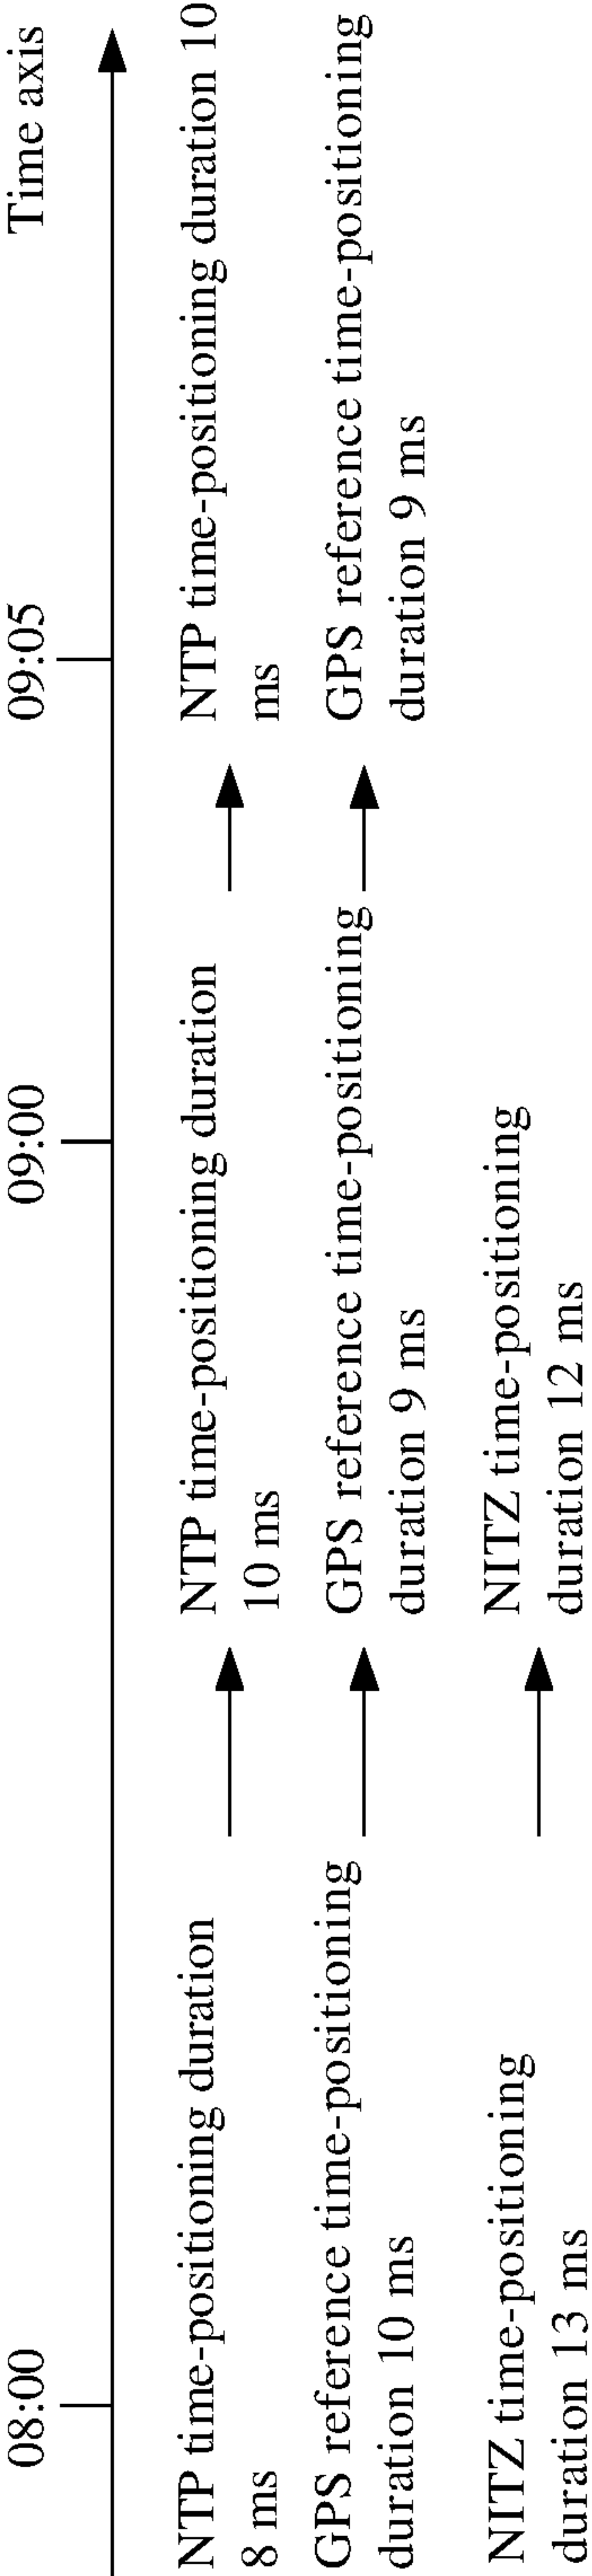 08:00
09:00
09:05
Time axis
NTP time-positioning duration
8 ms
NTP time-positioning duration
10 ms
NTP time-positioning duration 10
ms
GPS reference time-positioning
duration 10 ms
GPS reference time-positioning
duration 9 ms
GPS reference time-positioning
duration 9 ms
NITZ time-positioning
duration 13 ms
NITZ time-positioning
duration 12 ms